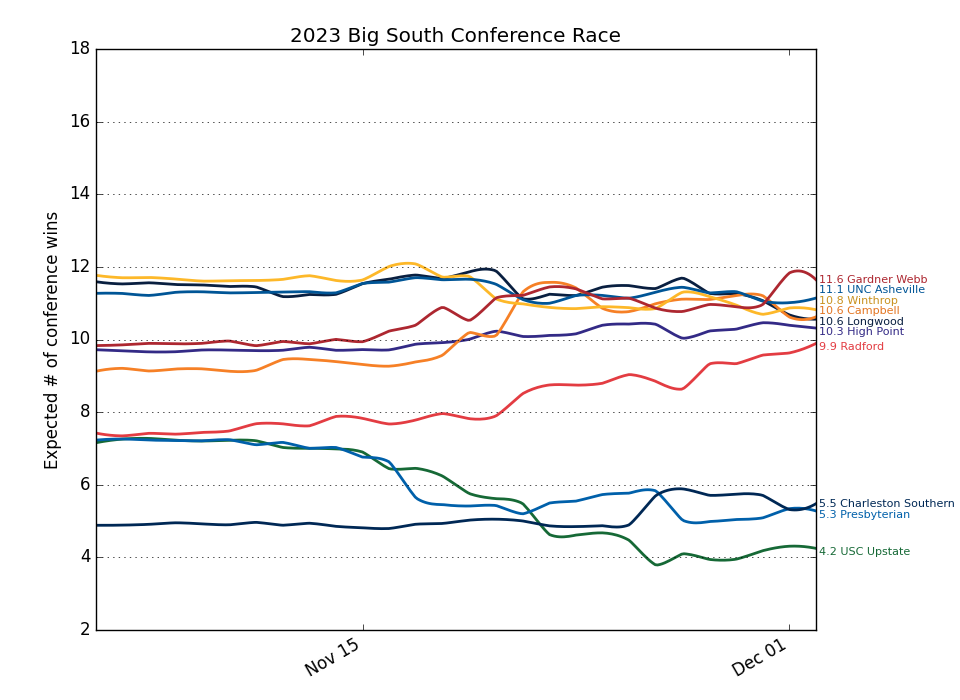 2023 Big South Conference Race
Expected # of conference wins
18
16
14
12
10
8
6
4
2
Nov 15
Dec 01
11.6 Gardner Webb
11.1 UNC Asheville
10.8 Winthrop
10.6 Campbell
10.6 Longwood
10.3 High Point
9.9 Radford
5.5 Charleston Southern
5.3 Presbyterian
4.2 USC Upstate